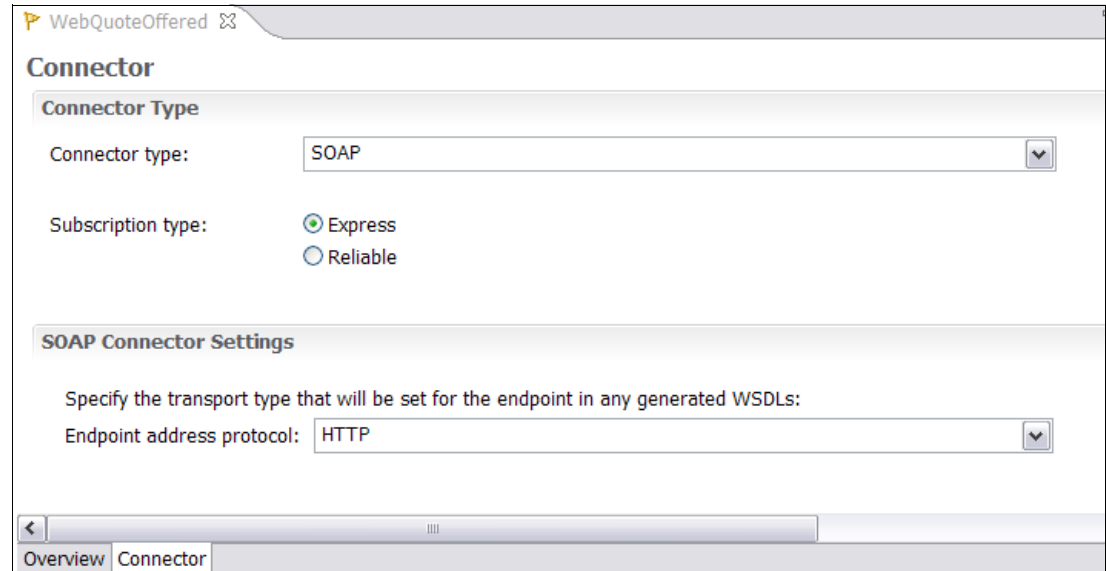 WebQuoteOffered
Connector
Connector Type
Connector type: SOAP
Subscription type: Express
Reliable
SOAP Connector Settings
Specify the transport type that will be set for the endpoint in any generated WSDLs:
Endpoint address protocol: HTTP
Overview Connector